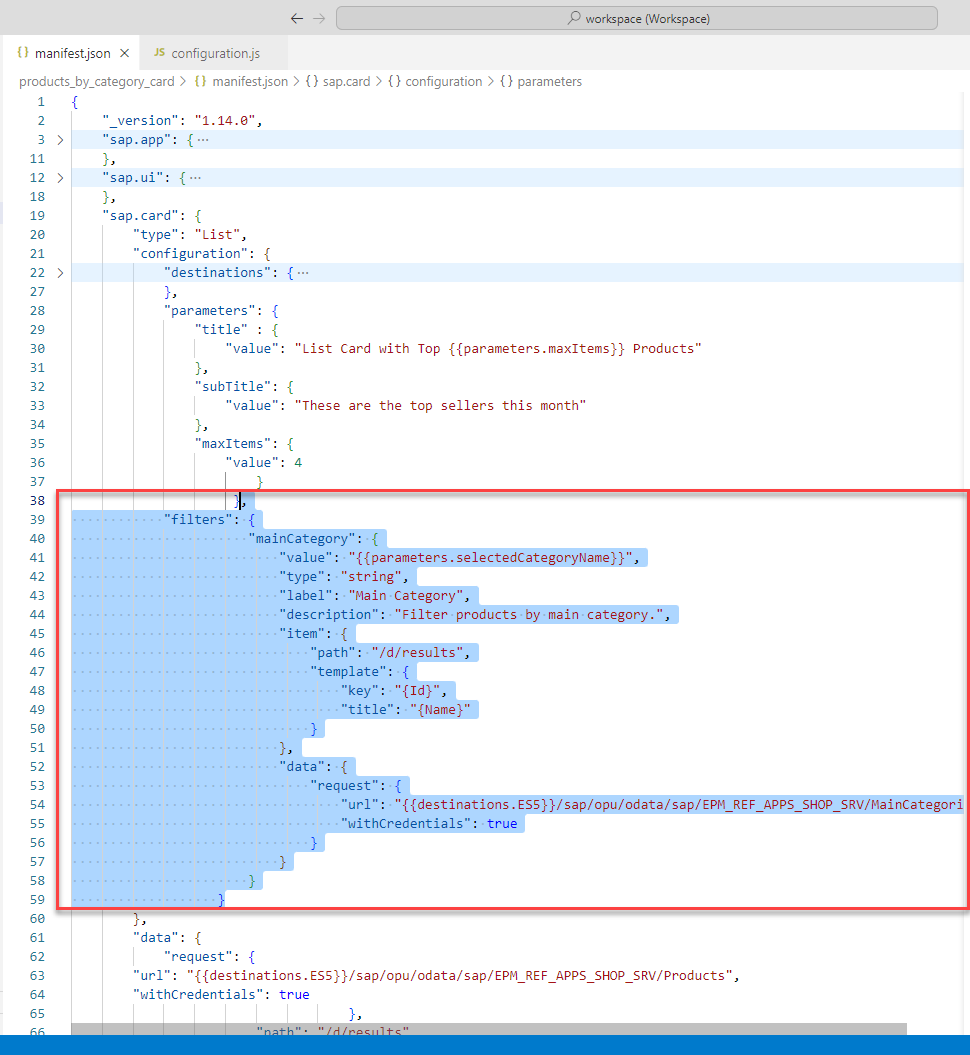 workspace (Workspace)
{ } manifest.json × JS configuration.js
products_by_category_card > { } manifest.json > { } sap.card > { } configuration > { } parameters
1 {
2 "_version": "1.14.0",
3 > "sap.app": { ···
11 },
12 > "sap.ui": { ···
18 },
19 "sap.card": {
20 "type": "List",
21 "configuration": {
22 > "destinations": { ···
27 },
28 "parameters": {
29 "title" : {
30 "value": "List Card with Top {{parameters.maxItems}} Products"
31 },
32 "subTitle": {
33 "value": "These are the top sellers this month"
34 },
35 "maxItems": {
36 "value": 4
37 }
38 },
39 "filters": {
40 "mainCategory": {
41 "value": "{{parameters.selectedCategoryName}}",
42 "type": "string",
43 "label": "Main Category",
44 "description": "Filter products by main category.",
45 "item": {
46 "path": "/d/results",
47 "template": {
48 "key": "{Id}",
49 "title": "{Name}"
50 }
51 },
52 "data": {
53 "request": {
54 "url": "{{destinations.ES5}}/sap/opu/odata/sap/EPM_REF_APPS_SHOP_SRV/MainCategori
55 "withCredentials": true
56 }
57 }
58 }
59 }
60 },
61 "data": {
62 "request": {
63 "url": "{{destinations.ES5}}/sap/opu/odata/sap/EPM_REF_APPS_SHOP_SRV/Products",
64 "withCredentials": true
65 },
66 "path": "/d/results"